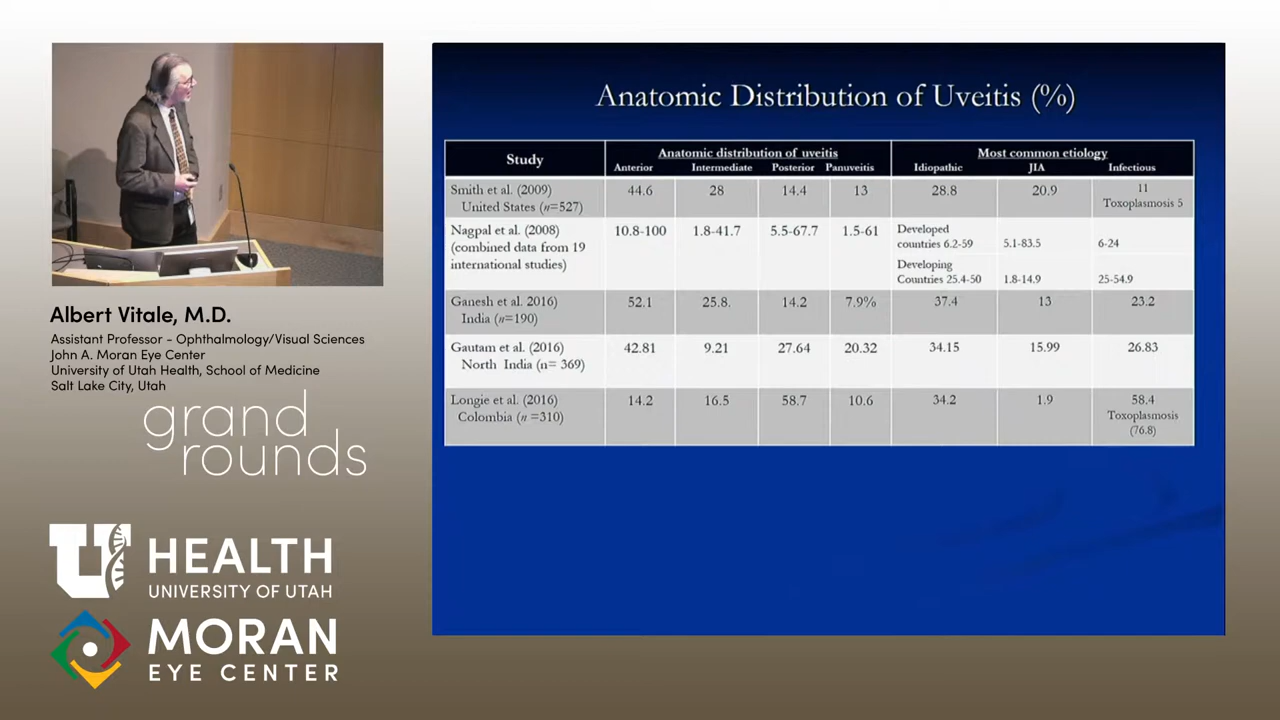 Albert Vitale, M.D.
Assistant Professor - Ophthalmology/Visual Sciences
John A. Moran Eye Center
University of Utah Health, School of Medicine
Salt Lake City, Utah
grand
rounds
U HEALTH
UNIVERSITY OF UTAH
MORAN
EYE CENTER
Anatomic Distribution of Uveitis (%)
Study Anatomic distribution of uveitis Most common etiology
Anterior Intermediate Posterior Panuveitis Idiopathic JIA Infectious
Smith et al. (2009) 44.6 28 14.4 13 28.8 20.9 11
United States (n=527) Toxoplasmosis 5
Nagpal et al. (2008) 10.8-100 1.8-41.7 5.5-67.7 1.5-61 Developed
(combined data from 19 countries 6.2-59 5.1-83.5 6-24
international studies) Developing
Countries 25.4-50 1.8-14.9 25-54.9
Ganesh et al. 2016) 52.1 25.8. 14.2 7.9% 37.4 13 23.2
India (n=190)
Gautam et al. (2016) 42.81 9.21 27.64 20.32 34.15 15.99 26.83
North India (n= 369)
Longie et al. (2016) 14.2 16.5 58.7 10.6 34.2 1.9 58.4
Colombia (n =310) Toxoplasmosis
(76.8)